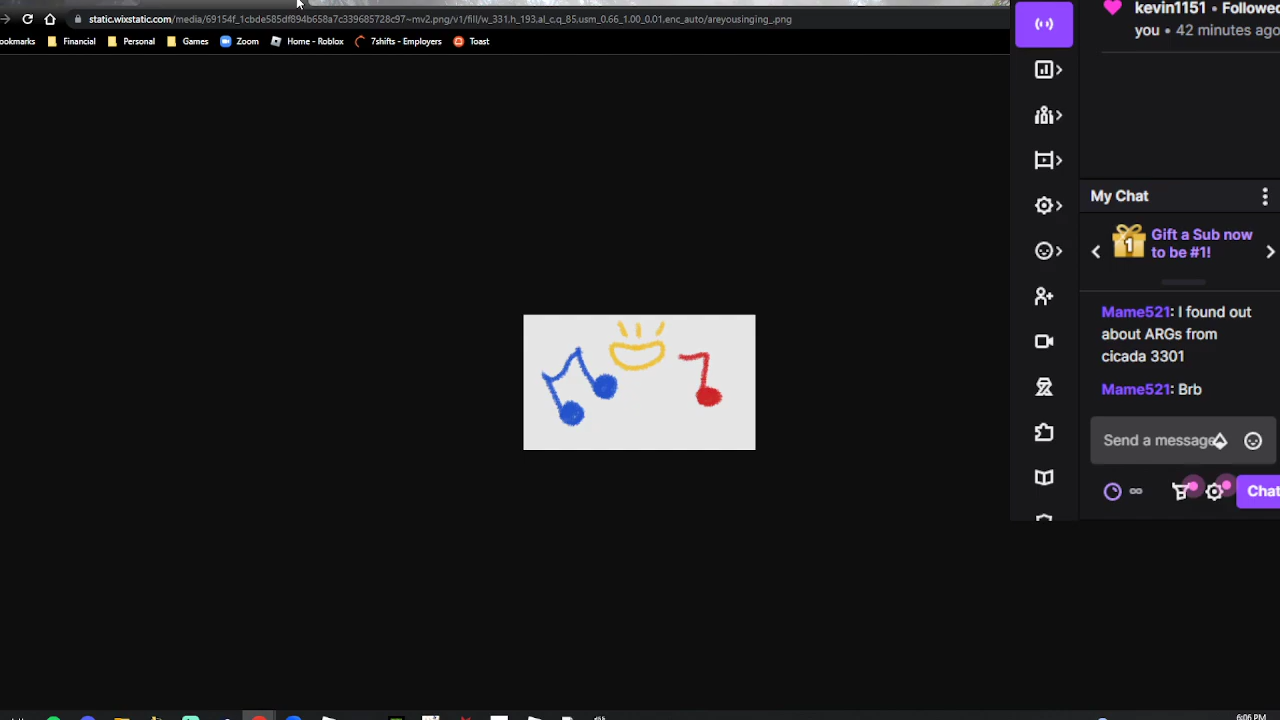 static.wixstatic.com/media/69154f_1cbde585df894b658a7c339685728c97~mv2.png/v1/fill/w_331.h_193.al_c.q_85.usm_0.66_1.00_0.01.enc_auto/areyousinging_.png
ookmarks Financial Personal Games Zoom Home - Roblox 7shifts - Employers Toast
kevin1151 • Followed
you • 42 minutes ago
My Chat
1 Gift a Sub now
to be #1!
Mame521: I found out
about ARGs from
cicada 3301
Mame521: Brb
Send a message
∞ Chat
6:06 PM